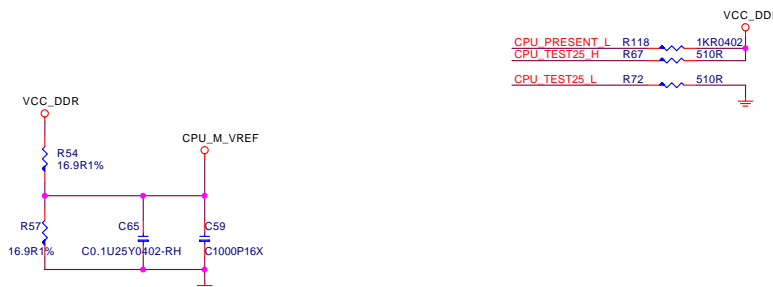 VCC_DD
CPU_PRESENT_L R118 1KR0402
CPU_TEST25_H R67 510R
CPU_TEST25_L R72 510R
VCC_DDR
CPU_M_VREF
R54
16.9R1%
R57 C65 C59
16.9R1% C0.1U25Y0402-RH C1000P16X